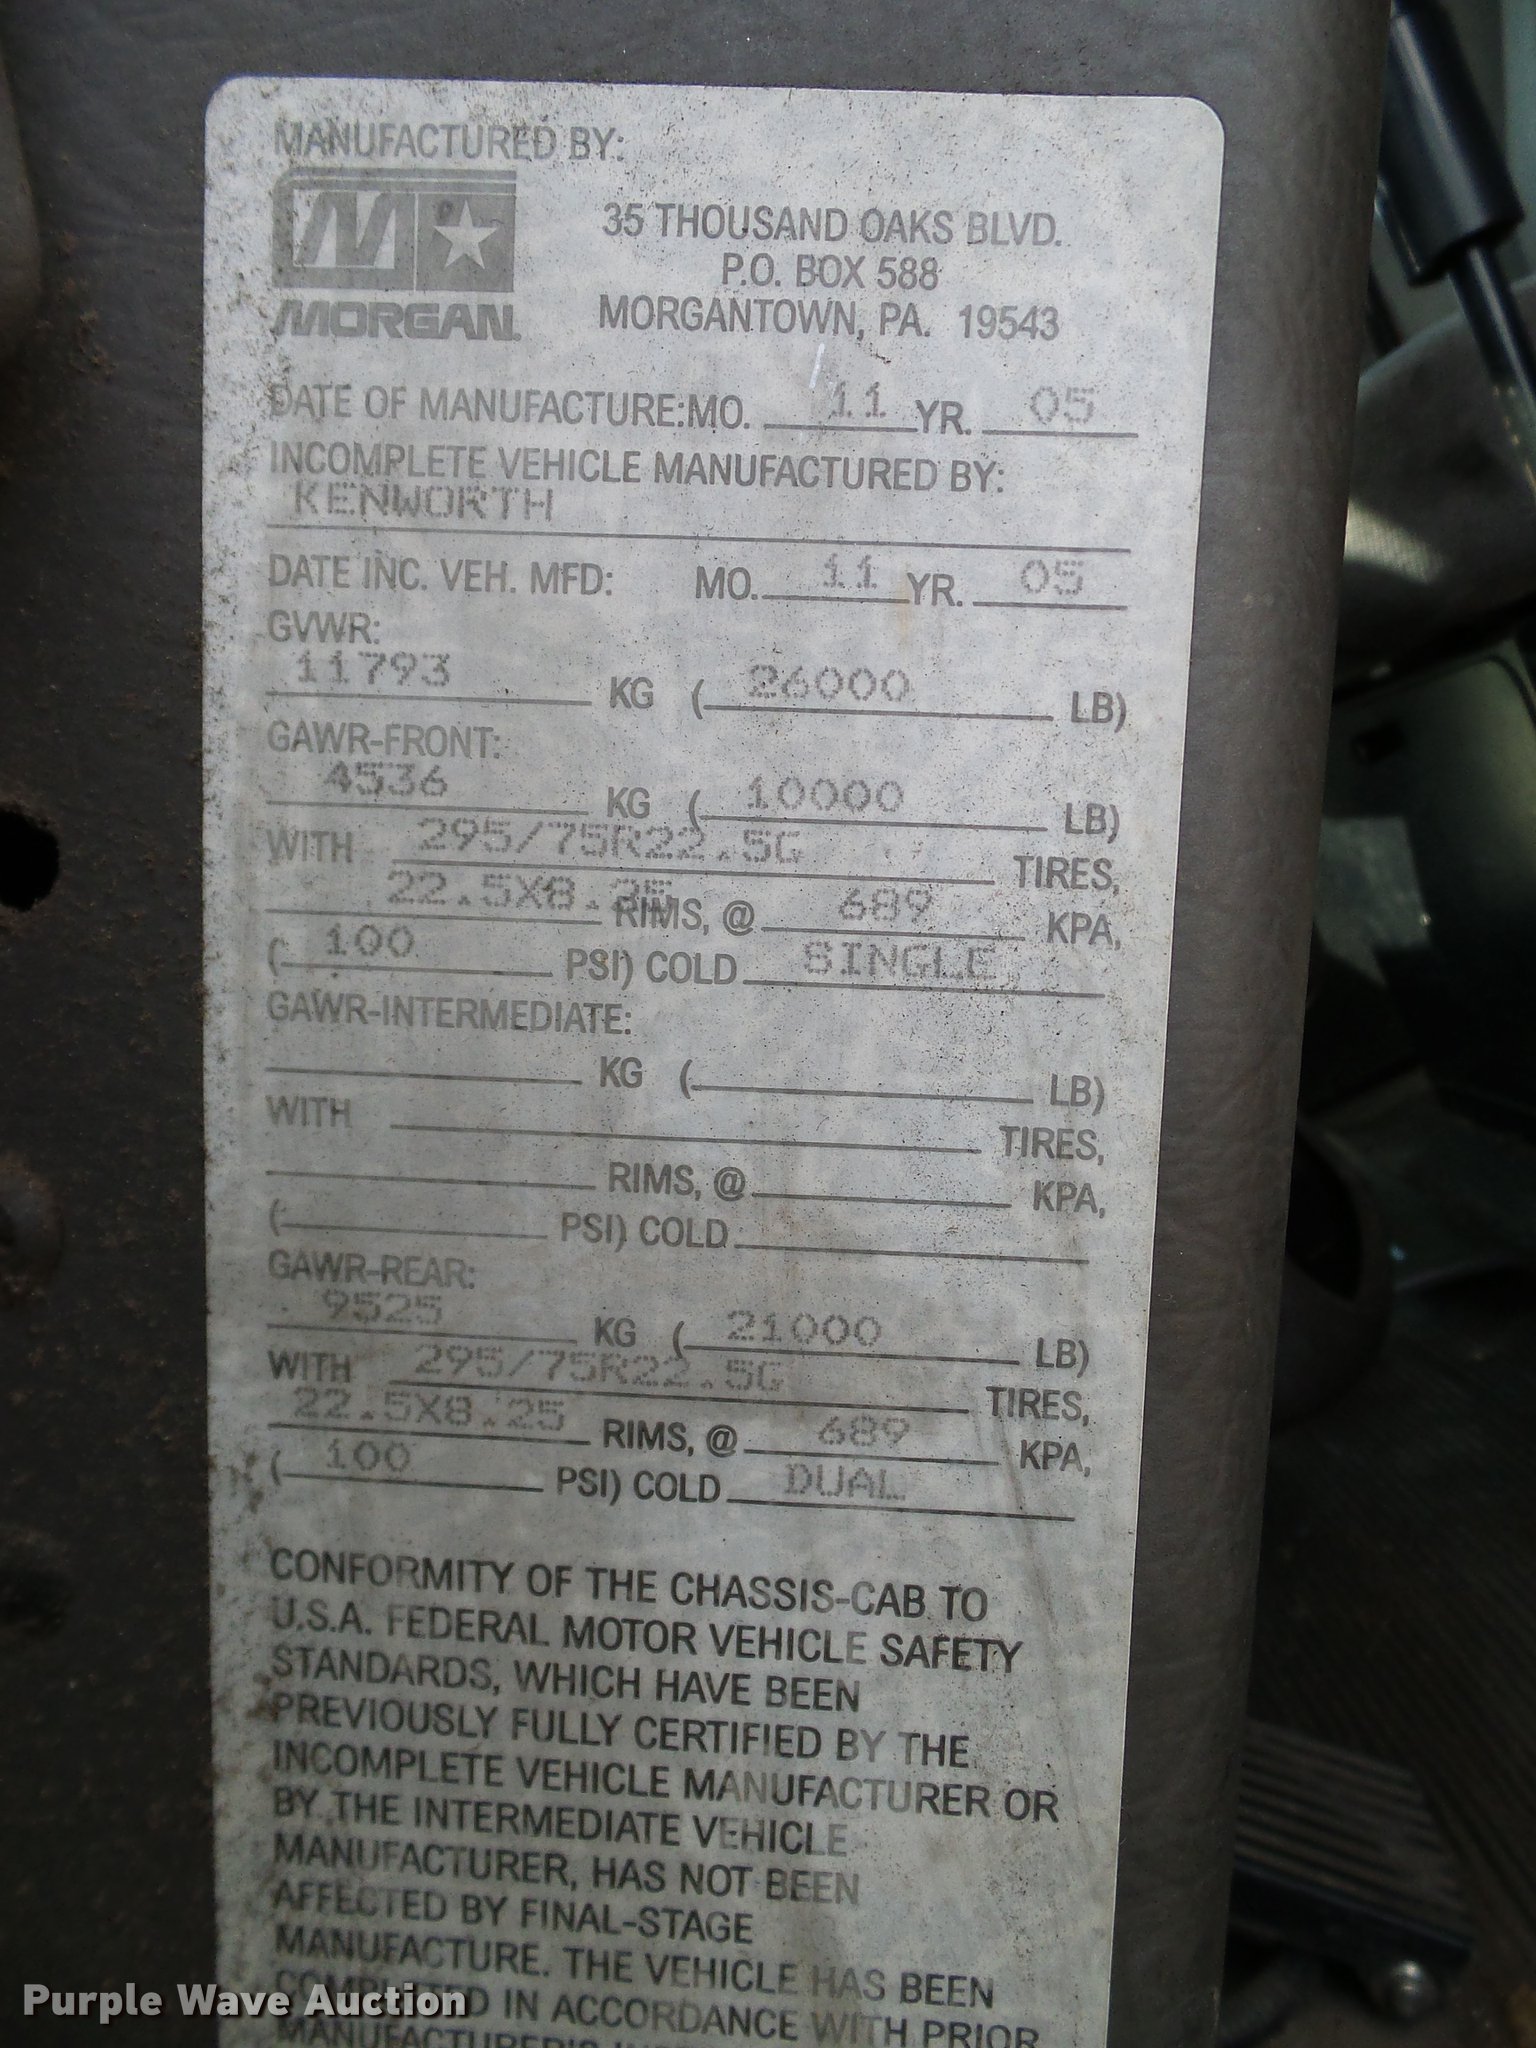 MANUFACTURED BY:
MORGAN
35 THOUSAND OAKS BLVD.
P.O. BOX 588
MORGANTOWN, PA. 19543
DATE OF MANUFACTURE:MO. 11 YR. 05
INCOMPLETE VEHICLE MANUFACTURED BY:
KENWORTH
DATE INC. VEH. MFD: MO. 11 YR. 05
GVWR:
11793 KG (26000 LB)
GAWR-FRONT:
4536 KG (10000 LB)
WITH 295/75R22.5G TIRES,
22.5X8.25 RIMS, @ 689 KPA,
(100 PSI) COLD SINGLE
GAWR-INTERMEDIATE:
KG ( LB)
WITH TIRES,
RIMS, @ KPA,
( PSI) COLD
GAWR-REAR:
9525 KG (21000 LB)
WITH 295/75R22.5G TIRES,
22.5X8.25 RIMS, @ 689 KPA,
(100 PSI) COLD DUAL
CONFORMITY OF THE CHASSIS-CAB TO
U.S.A. FEDERAL MOTOR VEHICLE SAFETY
STANDARDS, WHICH HAVE BEEN
PREVIOUSLY FULLY CERTIFIED BY THE
INCOMPLETE VEHICLE MANUFACTURER OR
BY THE INTERMEDIATE VEHICLE
MANUFACTURER, HAS NOT BEEN
AFFECTED BY FINAL-STAGE
MANUFACTURE. THE VEHICLE HAS BEEN
COMPLETED IN ACCORDANCE WITH PRIOR
MANUFACTURER'S
Purple Wave Auction